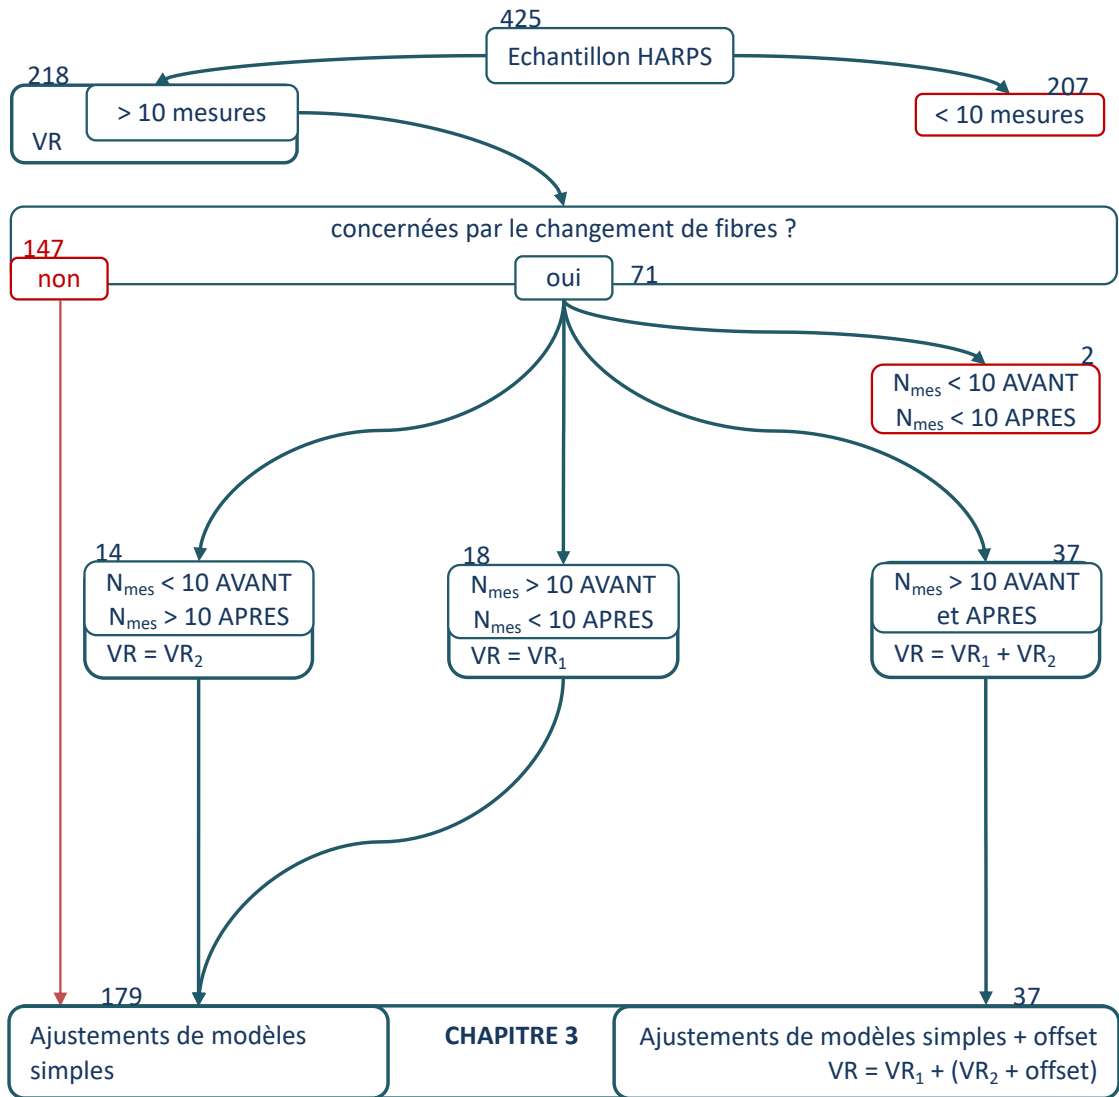 425
Echantillon HARPS
218
> 10 mesures
VR
207
< 10 mesures
concernées par le changement de fibres ?
147
non
oui
71
2
Nmes < 10 AVANT
Nmes < 10 APRES
14
Nmes < 10 AVANT
Nmes > 10 APRES
VR = VR2
18
Nmes > 10 AVANT
Nmes < 10 APRES
VR = VR1
37
Nmes > 10 AVANT
et APRES
VR = VR1 + VR2
179
Ajustements de modèles
simples
CHAPITRE 3
37
Ajustements de modèles simples + offset
VR = VR1 + (VR2 + offset)